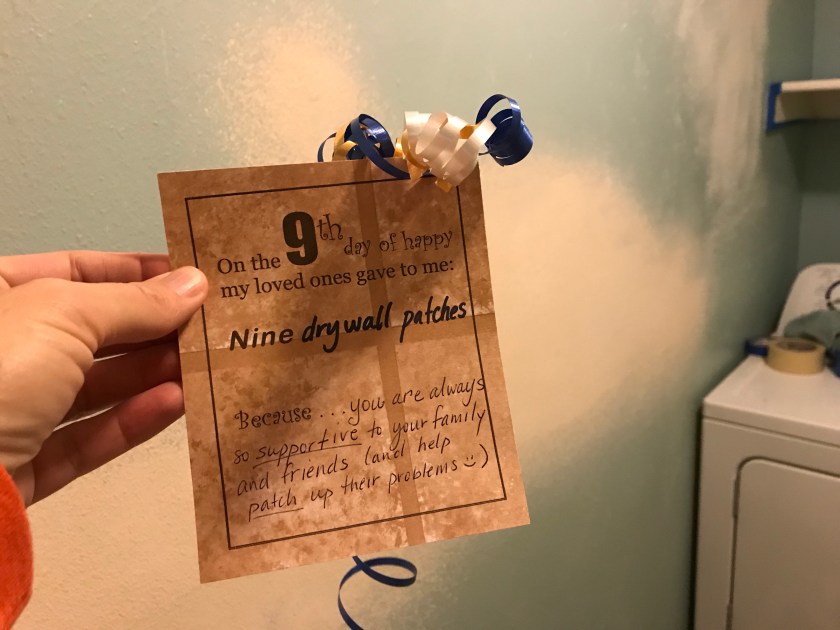 On the 9th day of happy
my loved ones gave to me:
Nine drywall patches
Because... you are always
so supportive to your family
and friends (and help
patch up their problems :))